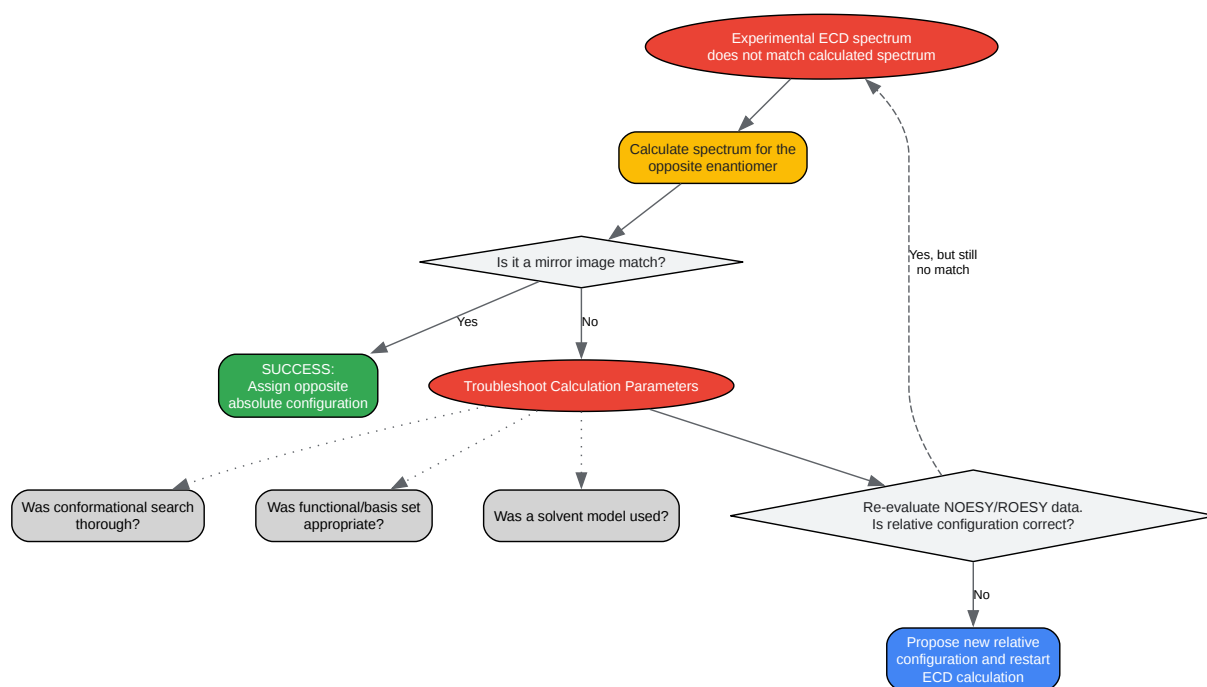 Experimental ECD spectrum
does not match calculated spectrum
Calculate spectrum for the
opposite enantiomer
Is it a mirror image match?
Yes, but still
no match
Yes
No
SUCCESS:
Assign opposite
absolute configuration
Troubleshoot Calculation Parameters
Was conformational search
thorough?
Was functional/basis set
appropriate?
Was a solvent model used?
Re-evaluate NOESY/ROESY data.
Is relative configuration correct?
No
Propose new relative
configuration and restart
ECD calculation